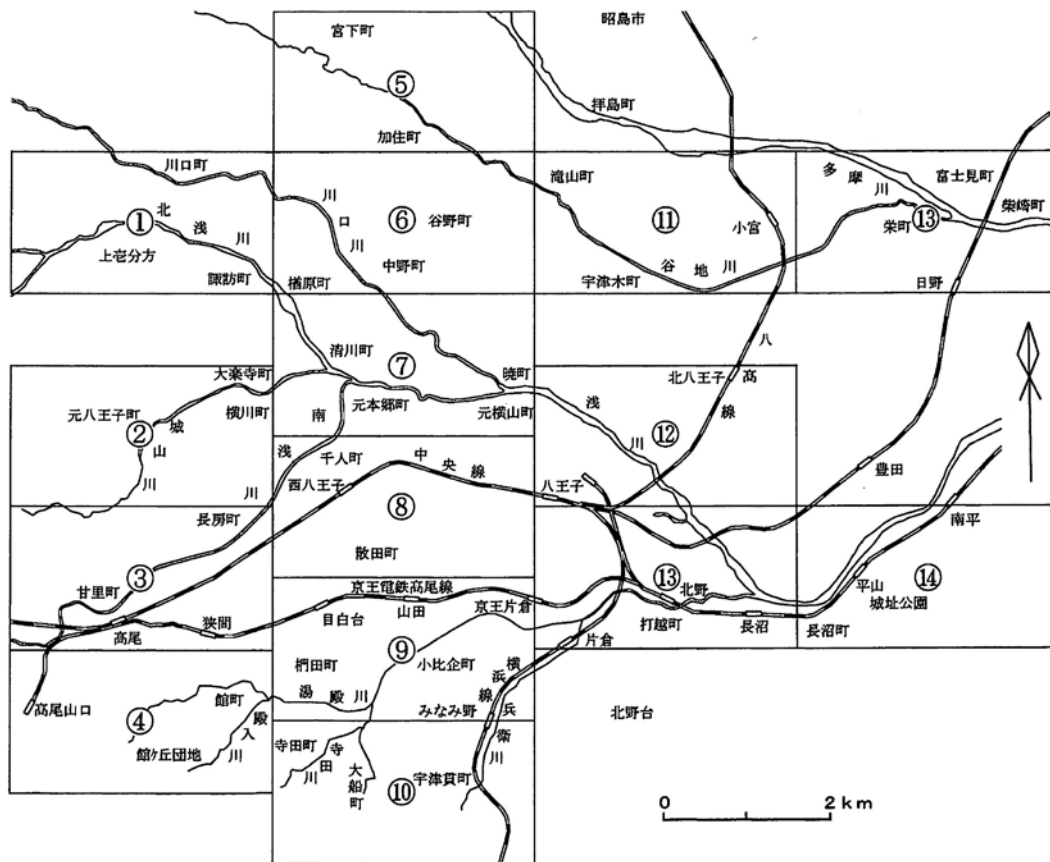 宮下町
昭島市
⑤
拝島町
加住町
川口町
滝山町
多摩川
富士見町
①
北浅川
川口川
⑥
谷野町
⑪
小宮
⑬
栄町
柴崎町
上壱分方
中野町
谷地川
諏訪町
楢原町
宇津木町
日野
清川町
⑦
八高線
大楽寺町
暁町
北八王子
元八王子町
横川町
南浅川
元本郷町
元横山町
浅川
②
城山川
⑫
千人町
中央線
豊田
西八王子
八王子
長房町
⑧
南平
散田町
③
甘里町
京王電鉄高尾線
⑬
北野
平山城址公園
⑭
狭間
目白台
山田
京王片倉
打越町
長沼
長沼町
高尾
⑨
片倉
椚田町
小比企町
横浜線
館町
湯殿川
みなみ野
兵衛川
高尾山口
④
殿入川
北野台
館ケ丘団地
寺田町
寺田川
大船町
宇津貫町
⑩
0 2km